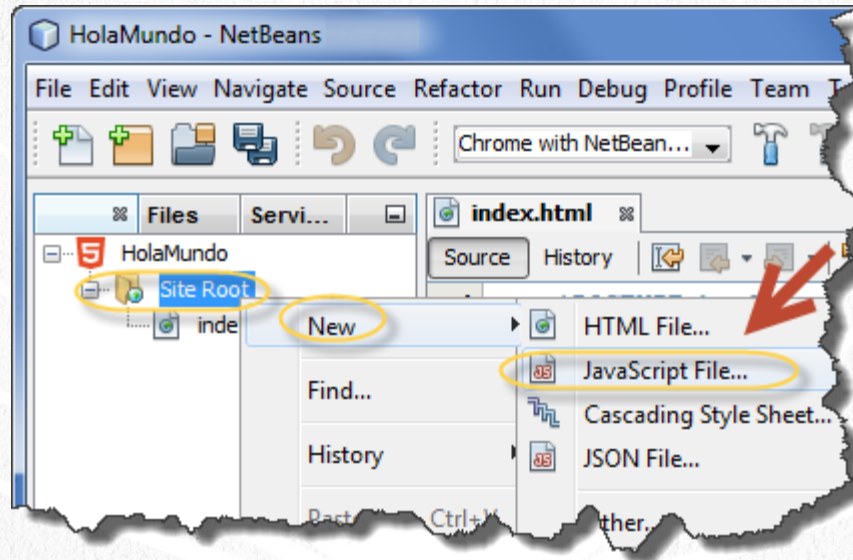 HolaMundo - NetBeans
File Edit View Navigate Source Refactor Run Debug Profile Team
Chrome with NetBean...
Files Servi...
index.html
HolaMundo
Source History
Site Root
inde
New
HTML File...
JavaScript File...
Find...
Cascading Style Sheet...
History
JSON File...